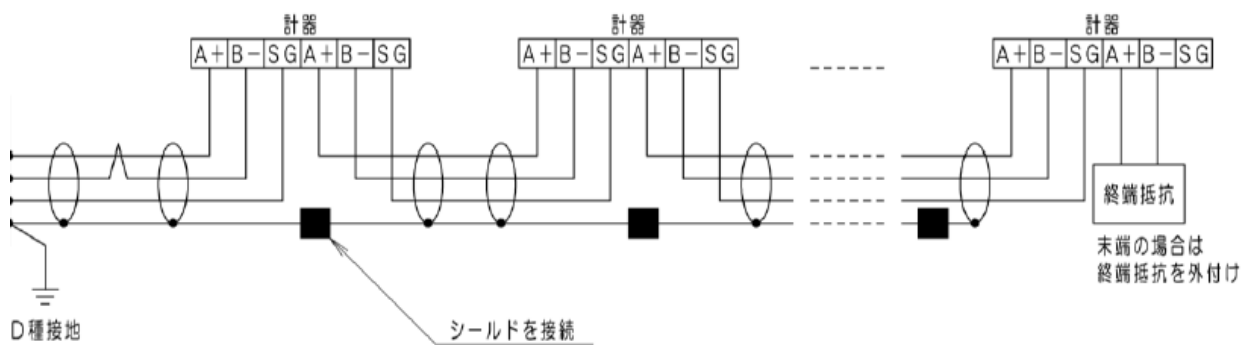 計器 計器 計器
A+ B- SG A+ B- SG A+ B- SG A+ B- SG A+ B- SG A+ B- SG
終端抵抗
末端の場合は
終端抵抗を外付け
D種接地
シールドを接続